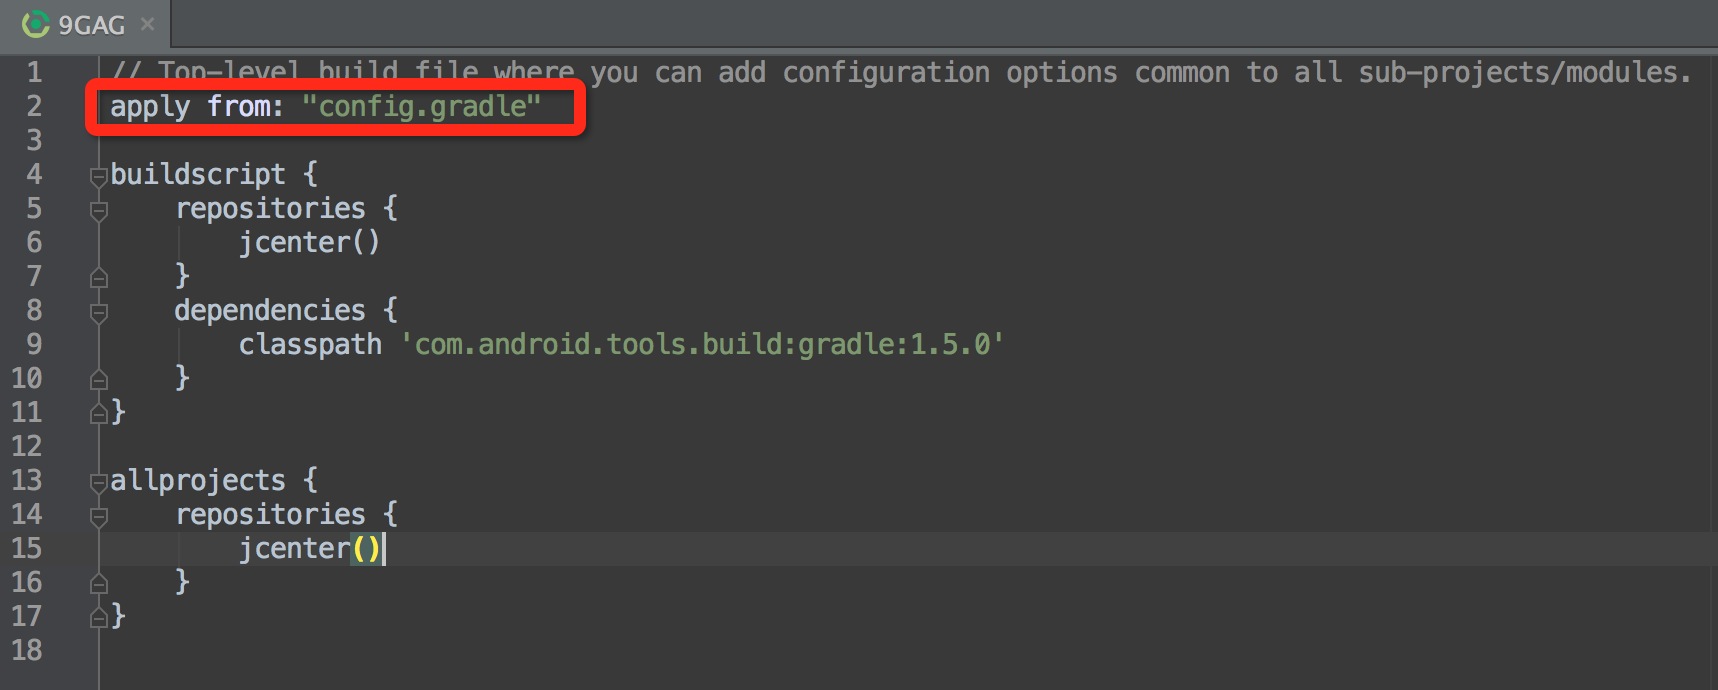 9GAG
1 // Top-level build file where you can add configuration options common to all sub-projects/modules.
2 apply from: "config.gradle"
3
4 buildscript {
5     repositories {
6         jcenter()
7     }
8     dependencies {
9         classpath 'com.android.tools.build:gradle:1.5.0'
10     }
11 }
12
13 allprojects {
14     repositories {
15         jcenter()
16     }
17 }
18